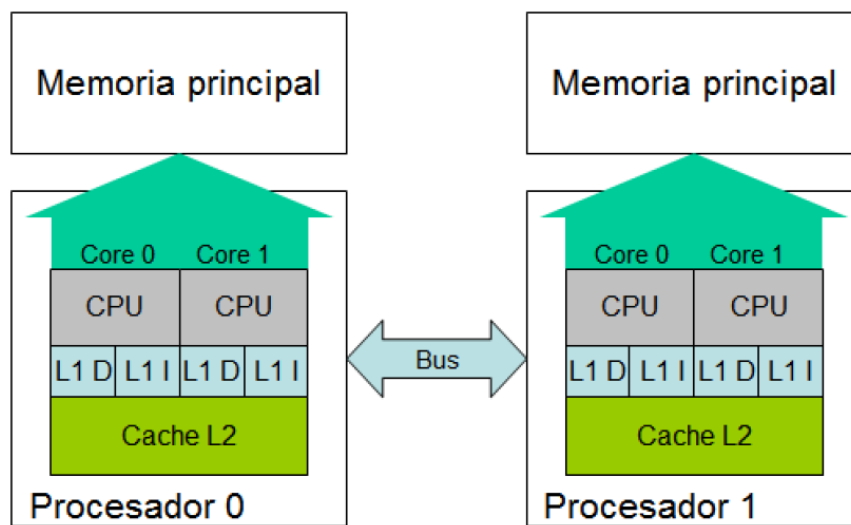 Memoria principal
Memoria principal
Core 0 Core 1
Core 0 Core 1
CPU CPU
CPU CPU
L1 D L1 I L1 D L1 I
Bus
L1 D L1 I L1 D L1 I
Cache L2
Cache L2
Procesador 0
Procesador 1